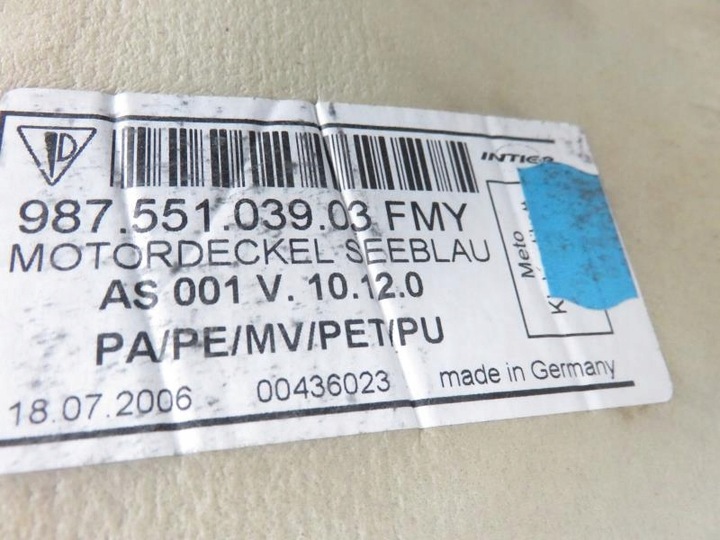 INTIER
987.551.039.03 FMY
MOTORDECKEL SEEBLAU
AS 001 V. 10.12.0
PA/PE/MV/PET/PU
18.07.2006 00436023 made in Germany
Melo